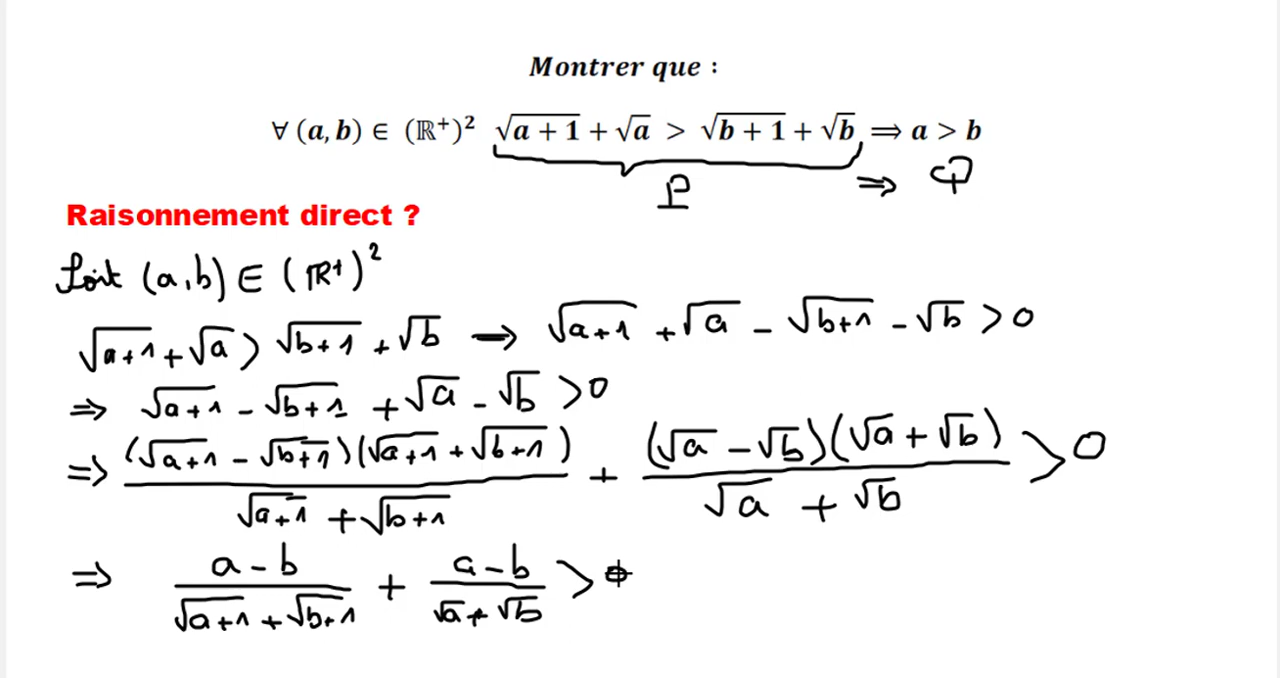 Montrer que :
∀ (a, b) ∈ (ℝ⁺)² √(a + 1) + √a > √(b + 1) + √b ⟹ a > b
P ⟹ Q
Raisonnement direct ?
Soit (a, b) ∈ (ℝ⁺)²
√(a+1) + √a > √(b+1) + √b ⟹ √(a+1) + √a − √(b+1) − √b > 0
⟹ √(a+1) − √(b+1) + √a − √b > 0
⟹ (√(a+1) − √(b+1))(√(a+1) + √(b+1)) / (√(a+1) + √(b+1)) + (√a − √b)(√a + √b) / (√a + √b) > 0
⟹ (a − b) / (√(a+1) + √(b+1)) + (a − b) / (√a + √b) > 0